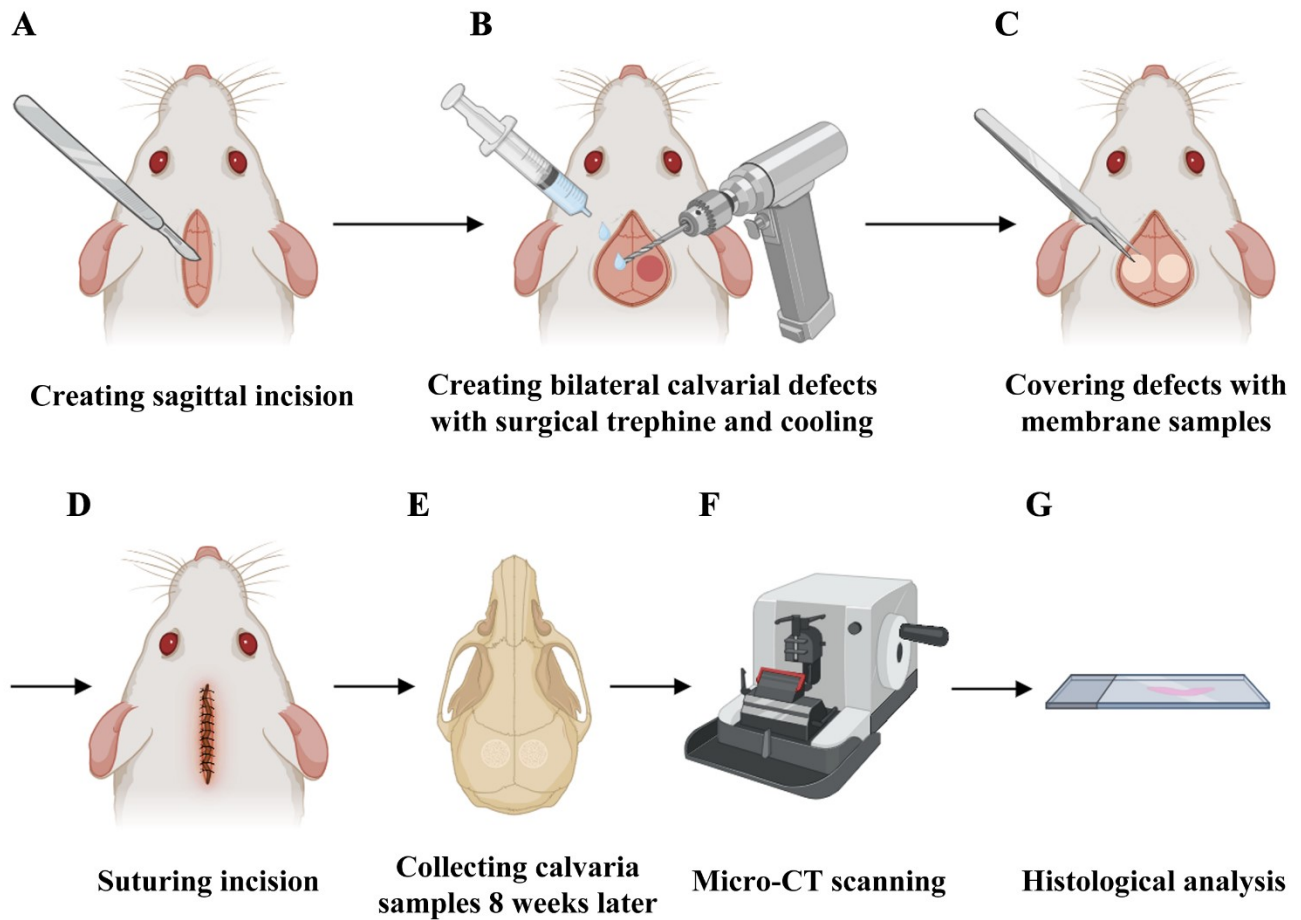 A
B
C
Creating sagittal incision
Creating bilateral calvarial defects
with surgical trephine and cooling
Covering defects with
membrane samples
D
E
F
G
Suturing incision
Collecting calvaria
samples 8 weeks later
Micro-CT scanning
Histological analysis